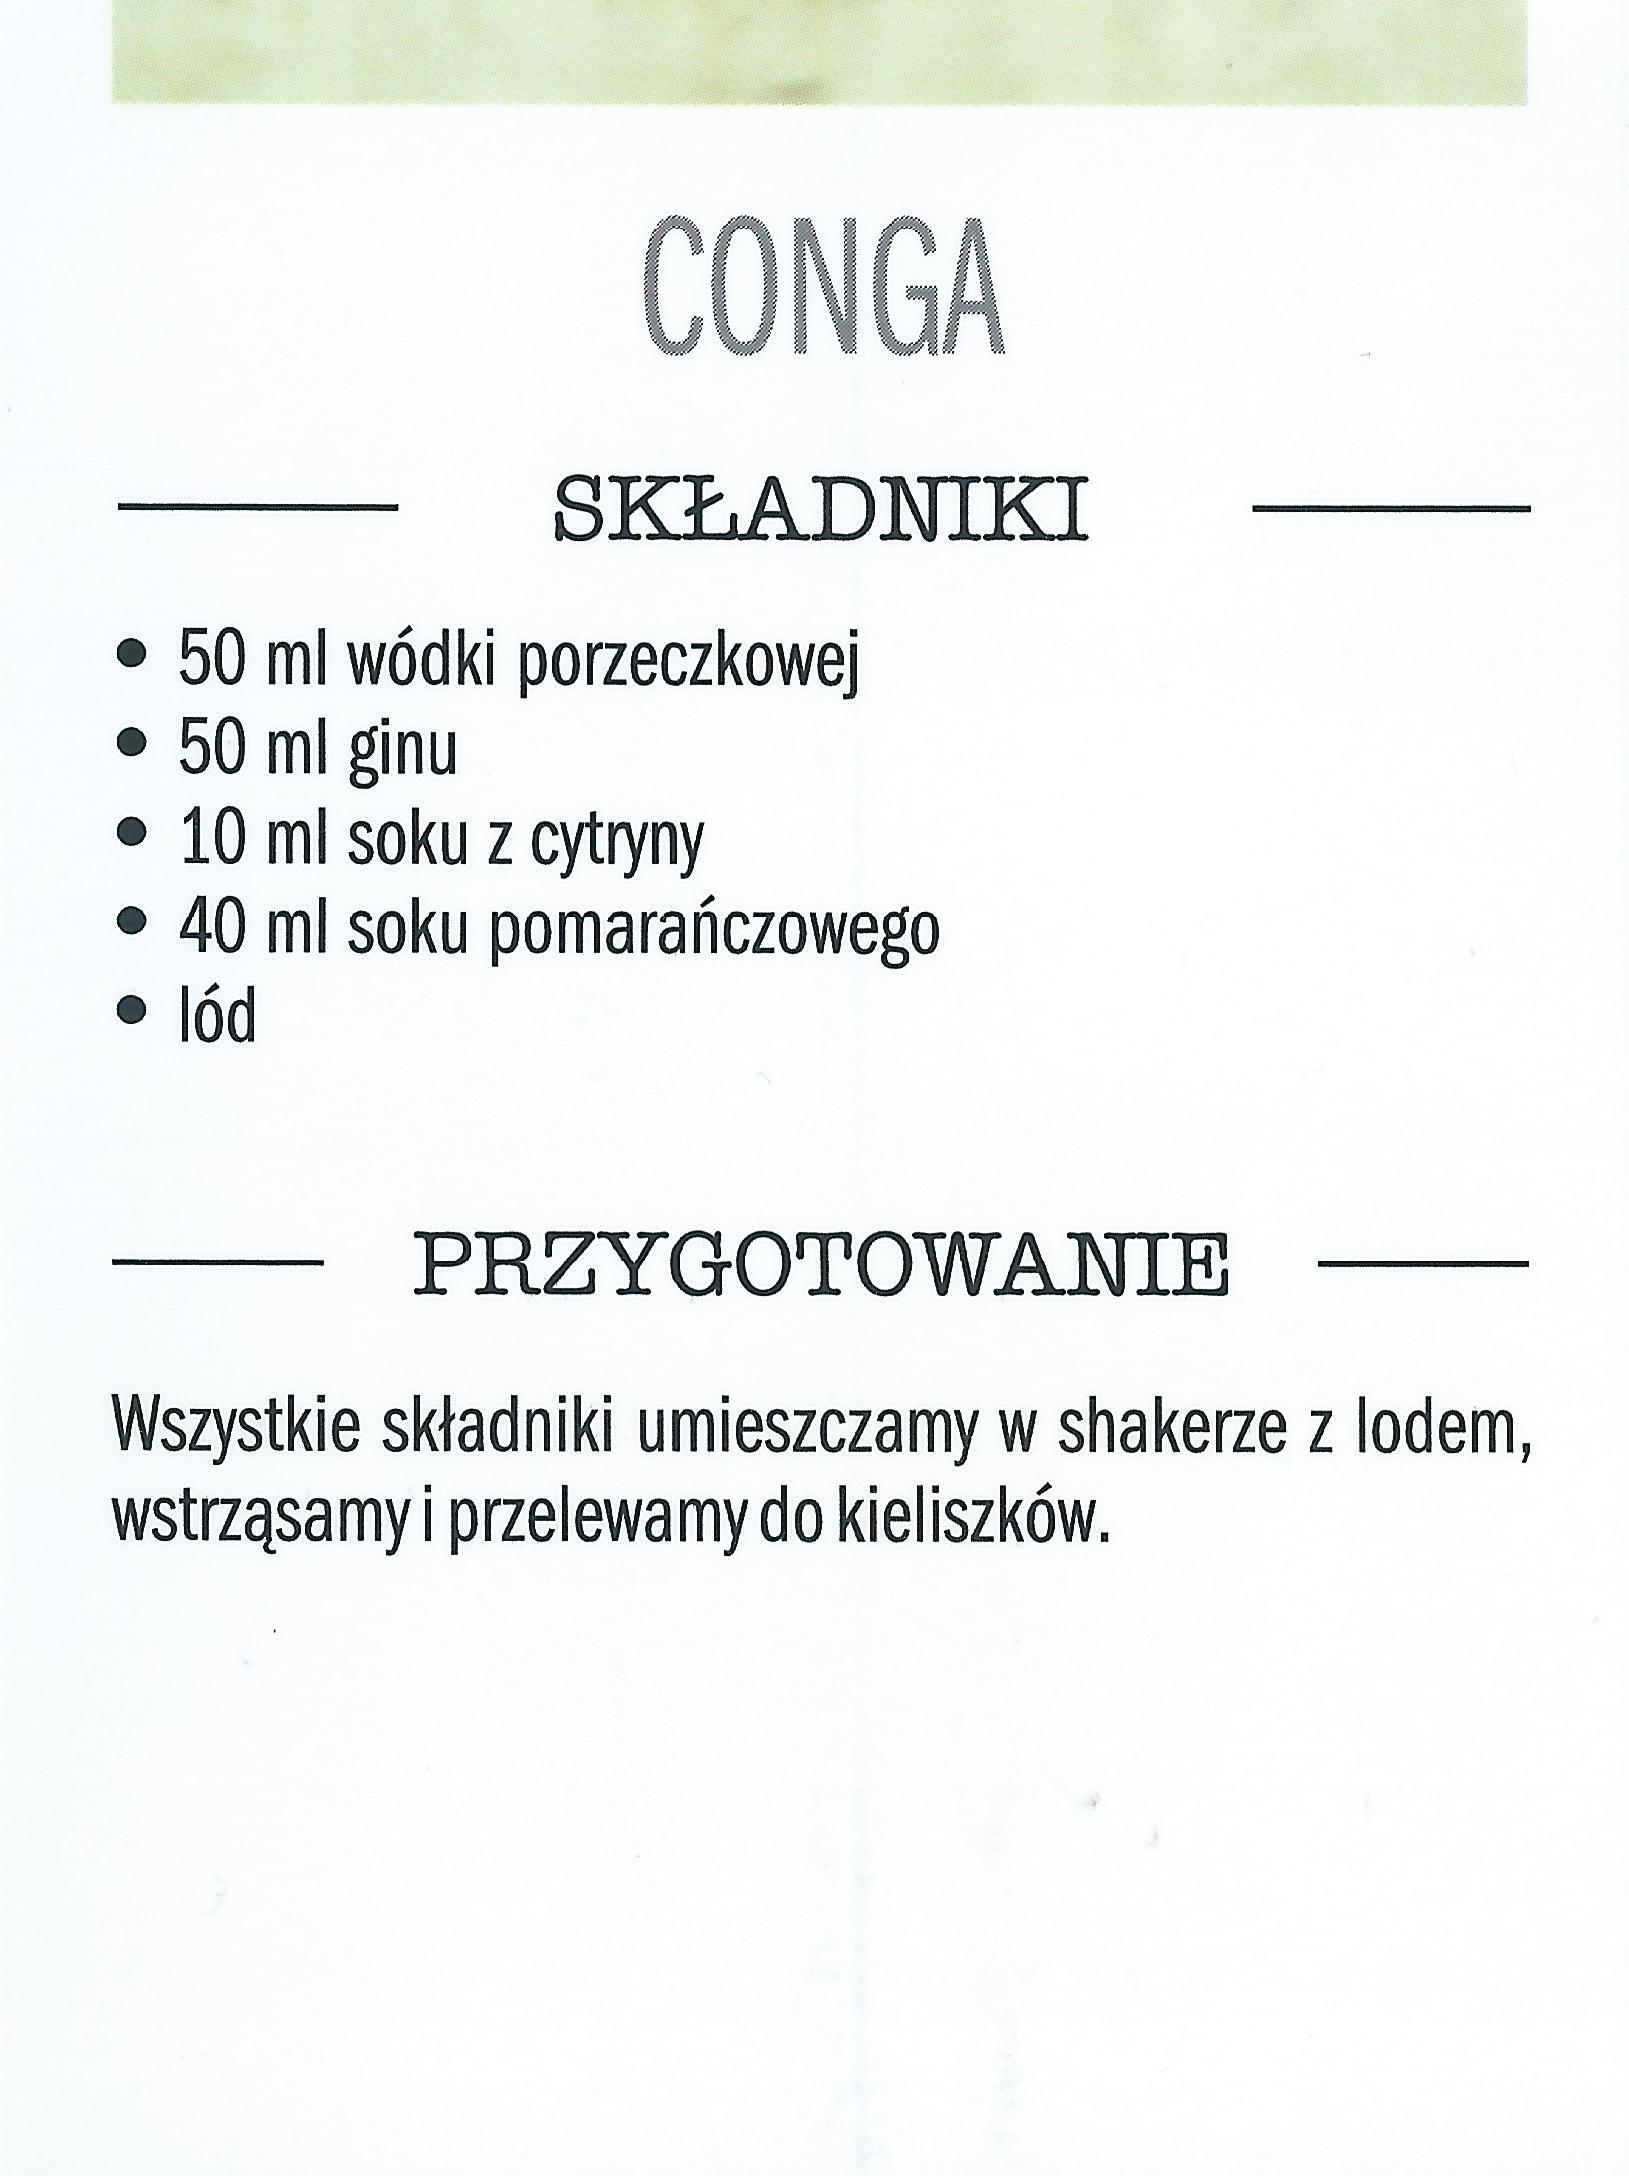 CONGA
SKŁADNIKI
• 50 ml wódki porzeczkowej
• 50 ml ginu
• 10 ml soku z cytryny
• 40 ml soku pomarańczowego
• lód
PRZYGOTOWANIE
Wszystkie składniki umieszczamy w shakerze z lodem,
wstrząsamy i przelewamy do kieliszków.